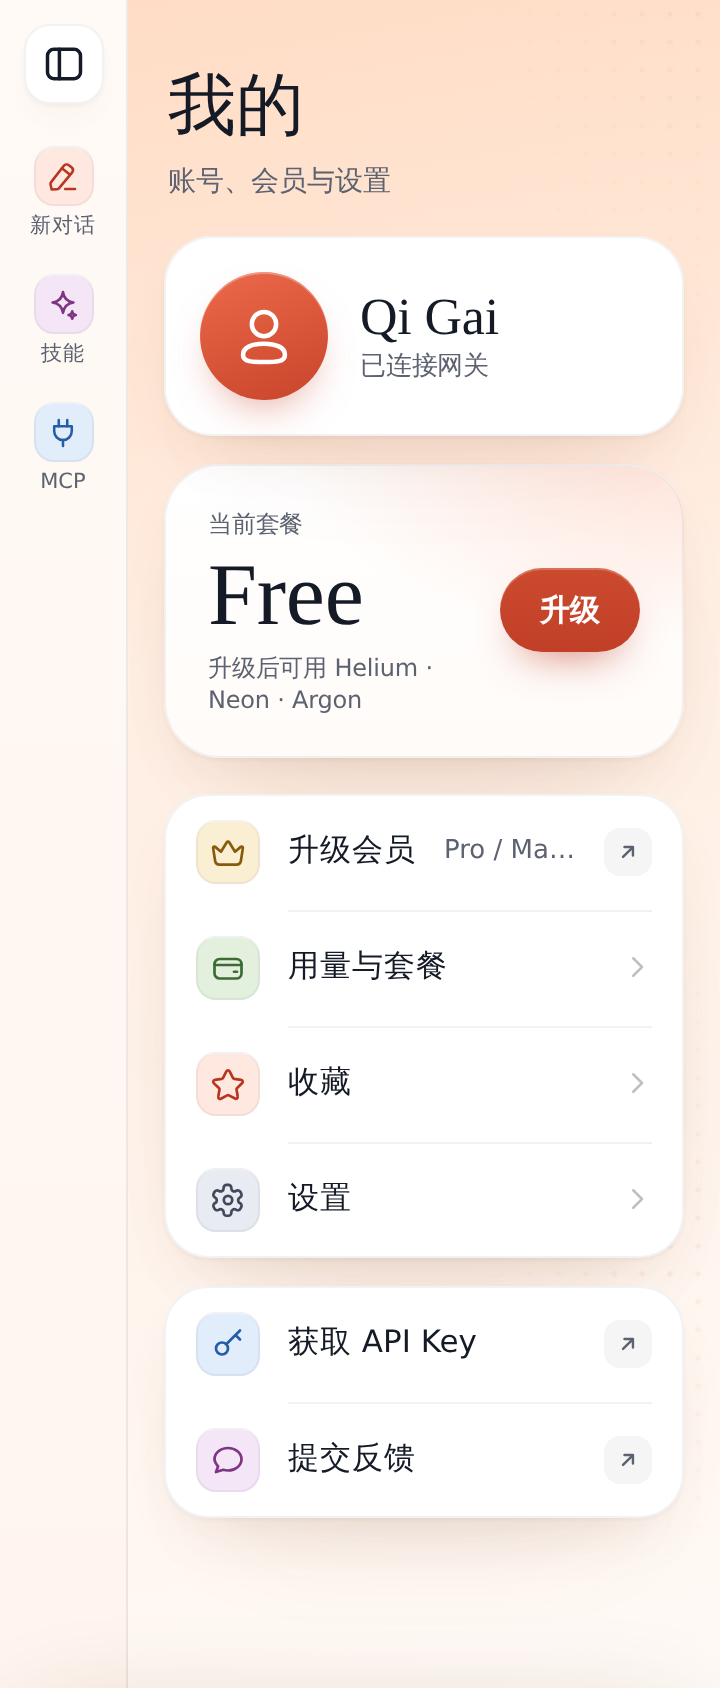 新对话
技能
MCP
我的
账号、会员与设置
Qi Gai
已连接网关
当前套餐
Free
升级后可用 Helium ·
Neon · Argon
升级
升级会员 Pro / Ma...
用量与套餐
收藏
设置
获取 API Key
提交反馈